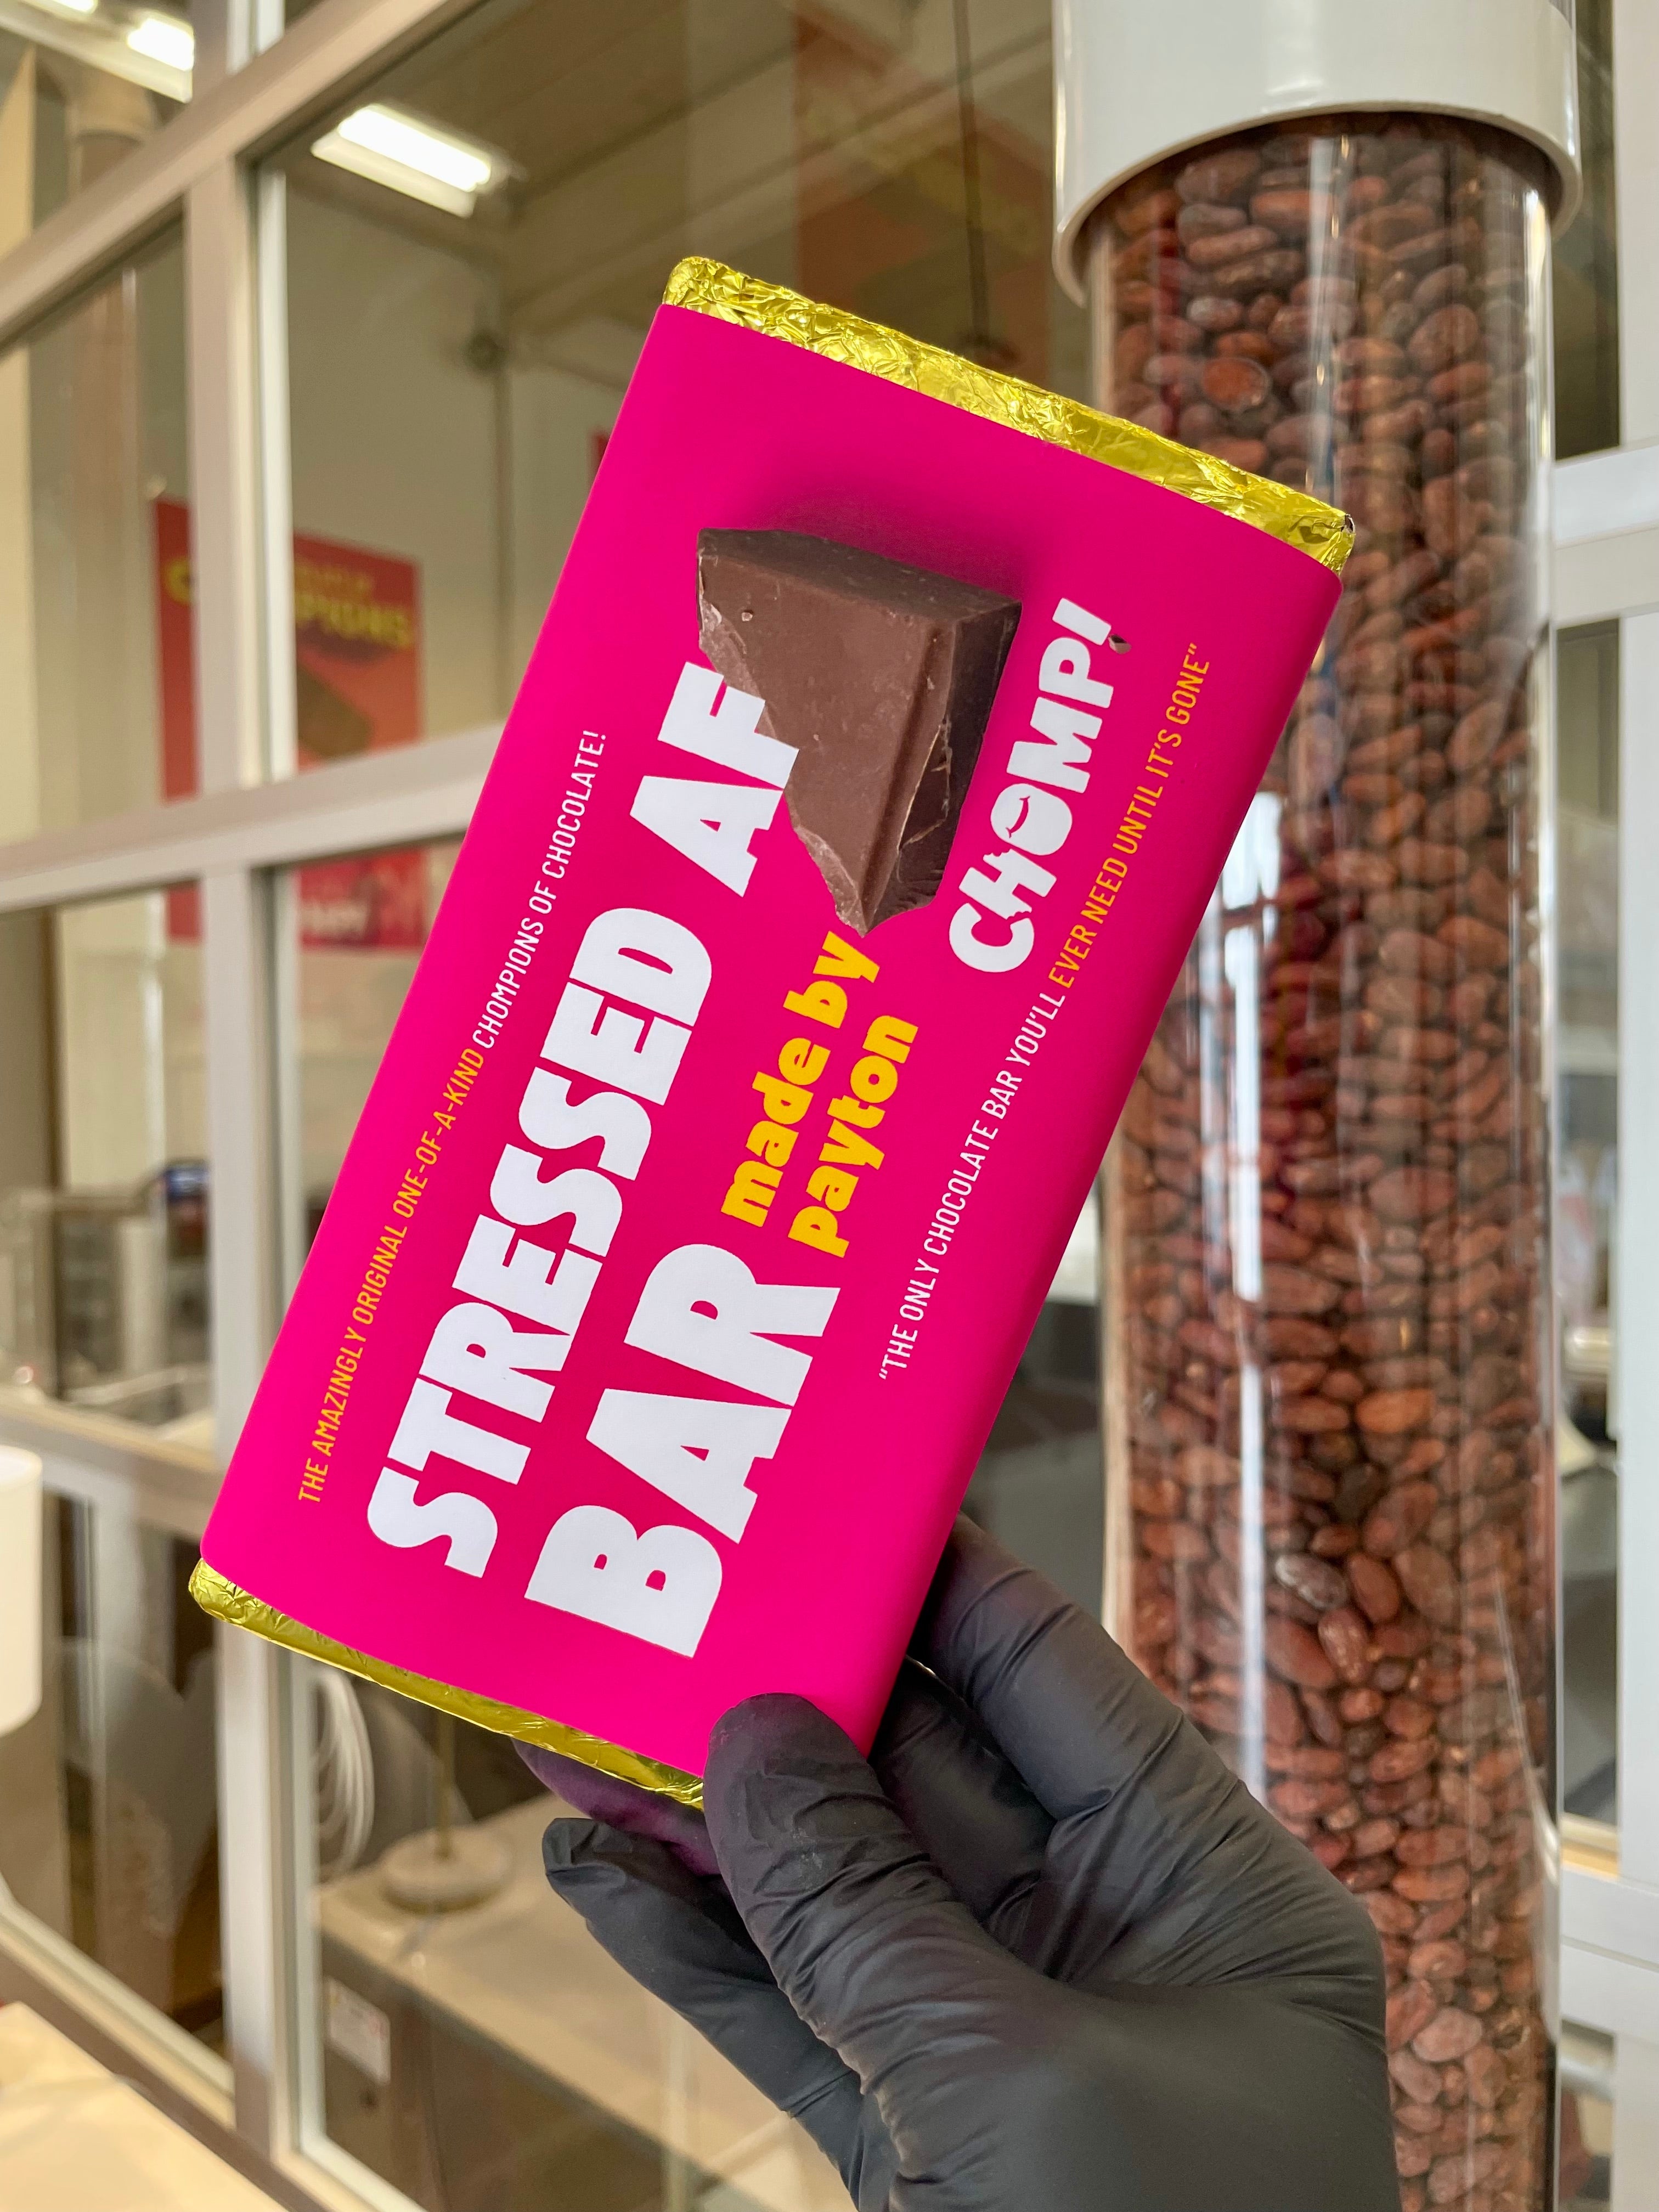 THE AMAZINGLY ORIGINAL ONE-OF-A-KIND CHOMPIONS OF CHOCOLATE!
STRESSED AF
BAR
made by
payton
CHOMP!
"THE ONLY CHOCOLATE BAR YOU'LL EVER NEED UNTIL IT'S GONE"